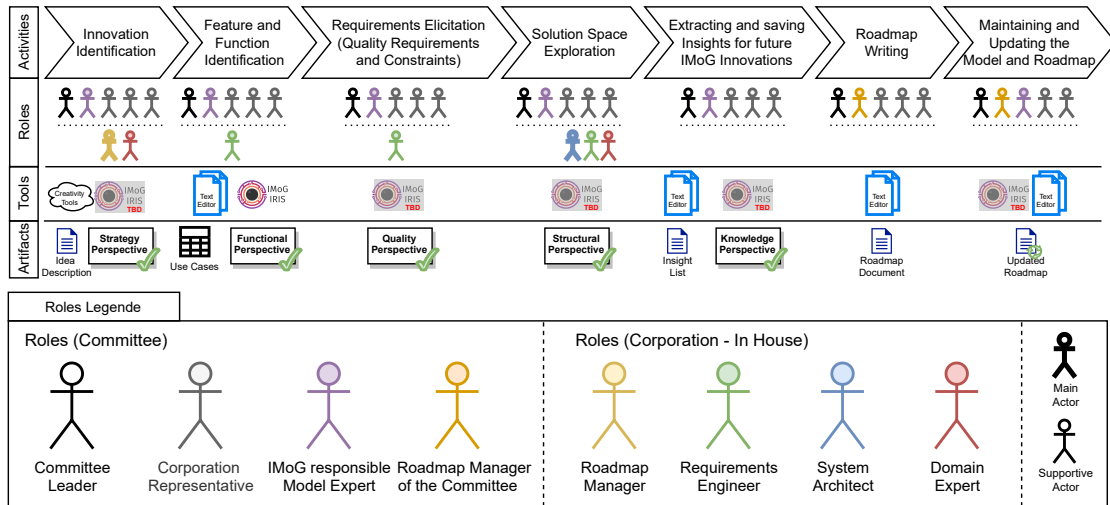 Activities
Innovation
Identification
Feature and
Function
Identification
Requirements Elicitation
(Quality Requirements
and Constraints)
Solution Space
Exploration
Extracting and saving
Insights for future
IMoG Innovations
Roadmap
Writing
Maintaining and
Updating the
Model and Roadmap
Roles
Tools
Creativity
Tools
IMoG
IRIS
TBD
Text
Editor
IMoG
IRIS
IMoG
IRIS
TBD
IMoG
IRIS
TBD
Text
Editor
IMoG
IRIS
TBD
Text
Editor
IMoG
IRIS
TBD
Text
Editor
Artifacts
Idea
Description
Strategy
Perspective
Use Cases
Functional
Perspective
Quality
Perspective
Structural
Perspective
Insight
List
Knowledge
Perspective
Roadmap
Document
Updated
Roadmap
Roles Legende
Roles (Committee)
Committee
Leader
Corporation
Representative
IMoG responsible
Model Expert
Roadmap Manager
of the Committee
Roles (Corporation - In House)
Roadmap
Manager
Requirements
Engineer
System
Architect
Domain
Expert
Main
Actor
Supportive
Actor